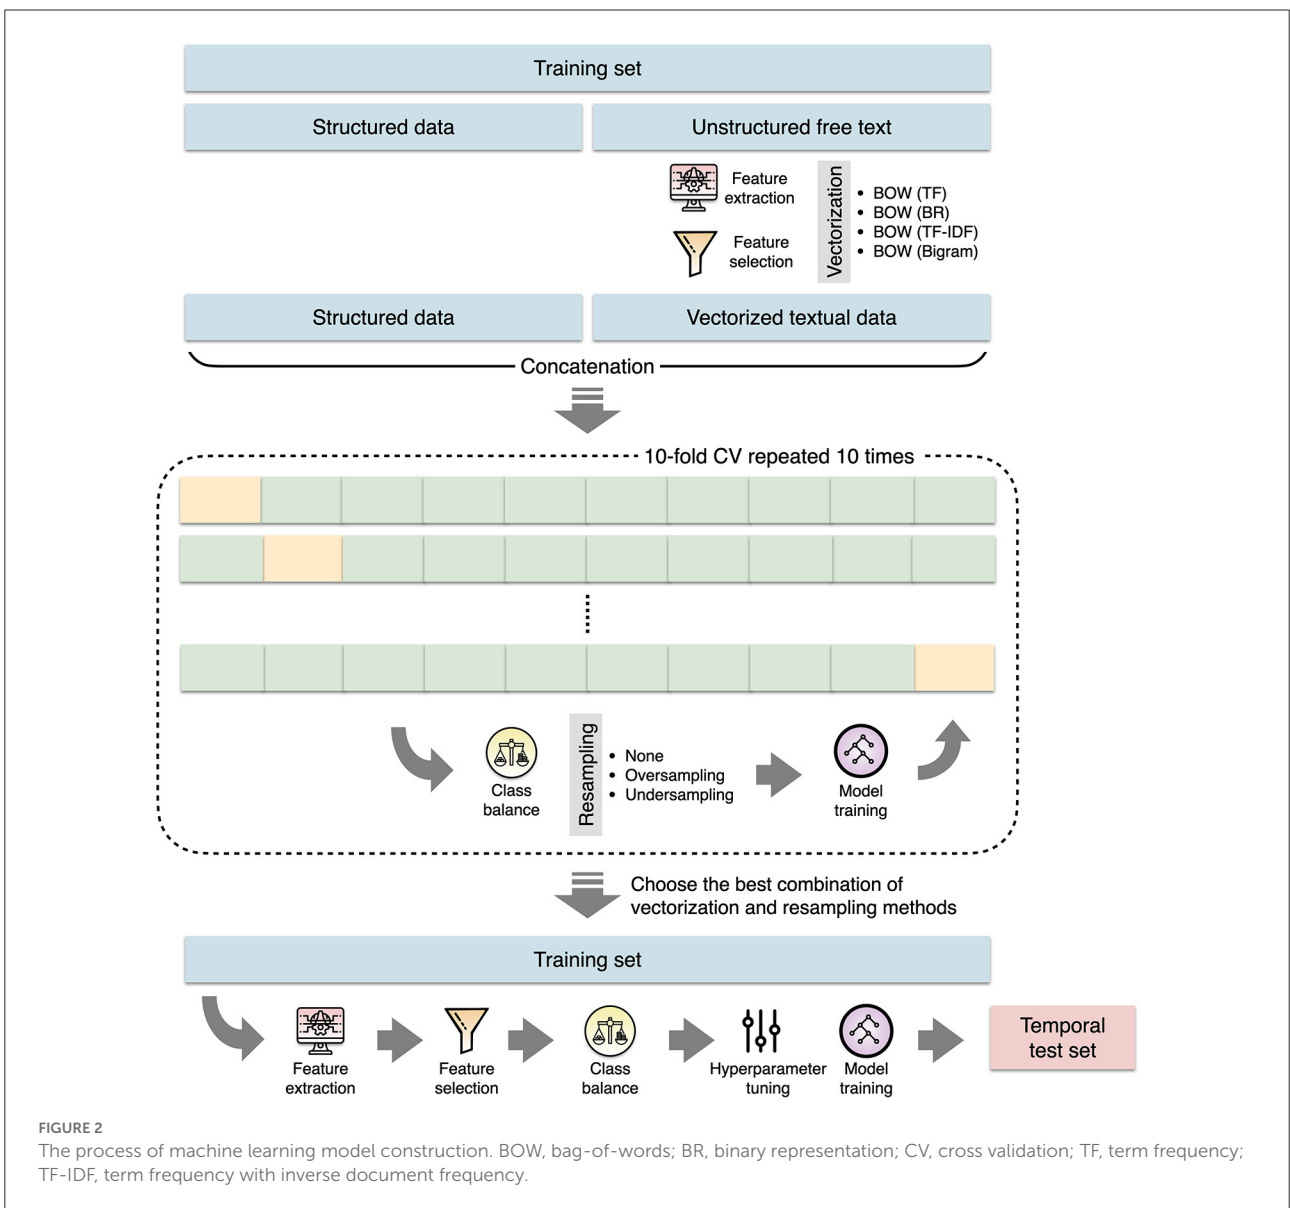 Training set
Structured data
Unstructured free text
Feature
extraction
Feature
selection
Vectorization
• BOW (TF)
• BOW (BR)
• BOW (TF-IDF)
• BOW (Bigram)
Structured data
Vectorized textual data
Concatenation
10-fold CV repeated 10 times
Class
balance
Resampling
• None
• Oversampling
• Undersampling
Model
training
Choose the best combination of
vectorization and resampling methods
Training set
Feature
extraction
Feature
selection
Class
balance
Hyperparameter
tuning
Model
training
Temporal
test set
FIGURE 2
The process of machine learning model construction. BOW, bag-of-words; BR, binary representation; CV, cross validation; TF, term frequency;
TF-IDF, term frequency with inverse document frequency.